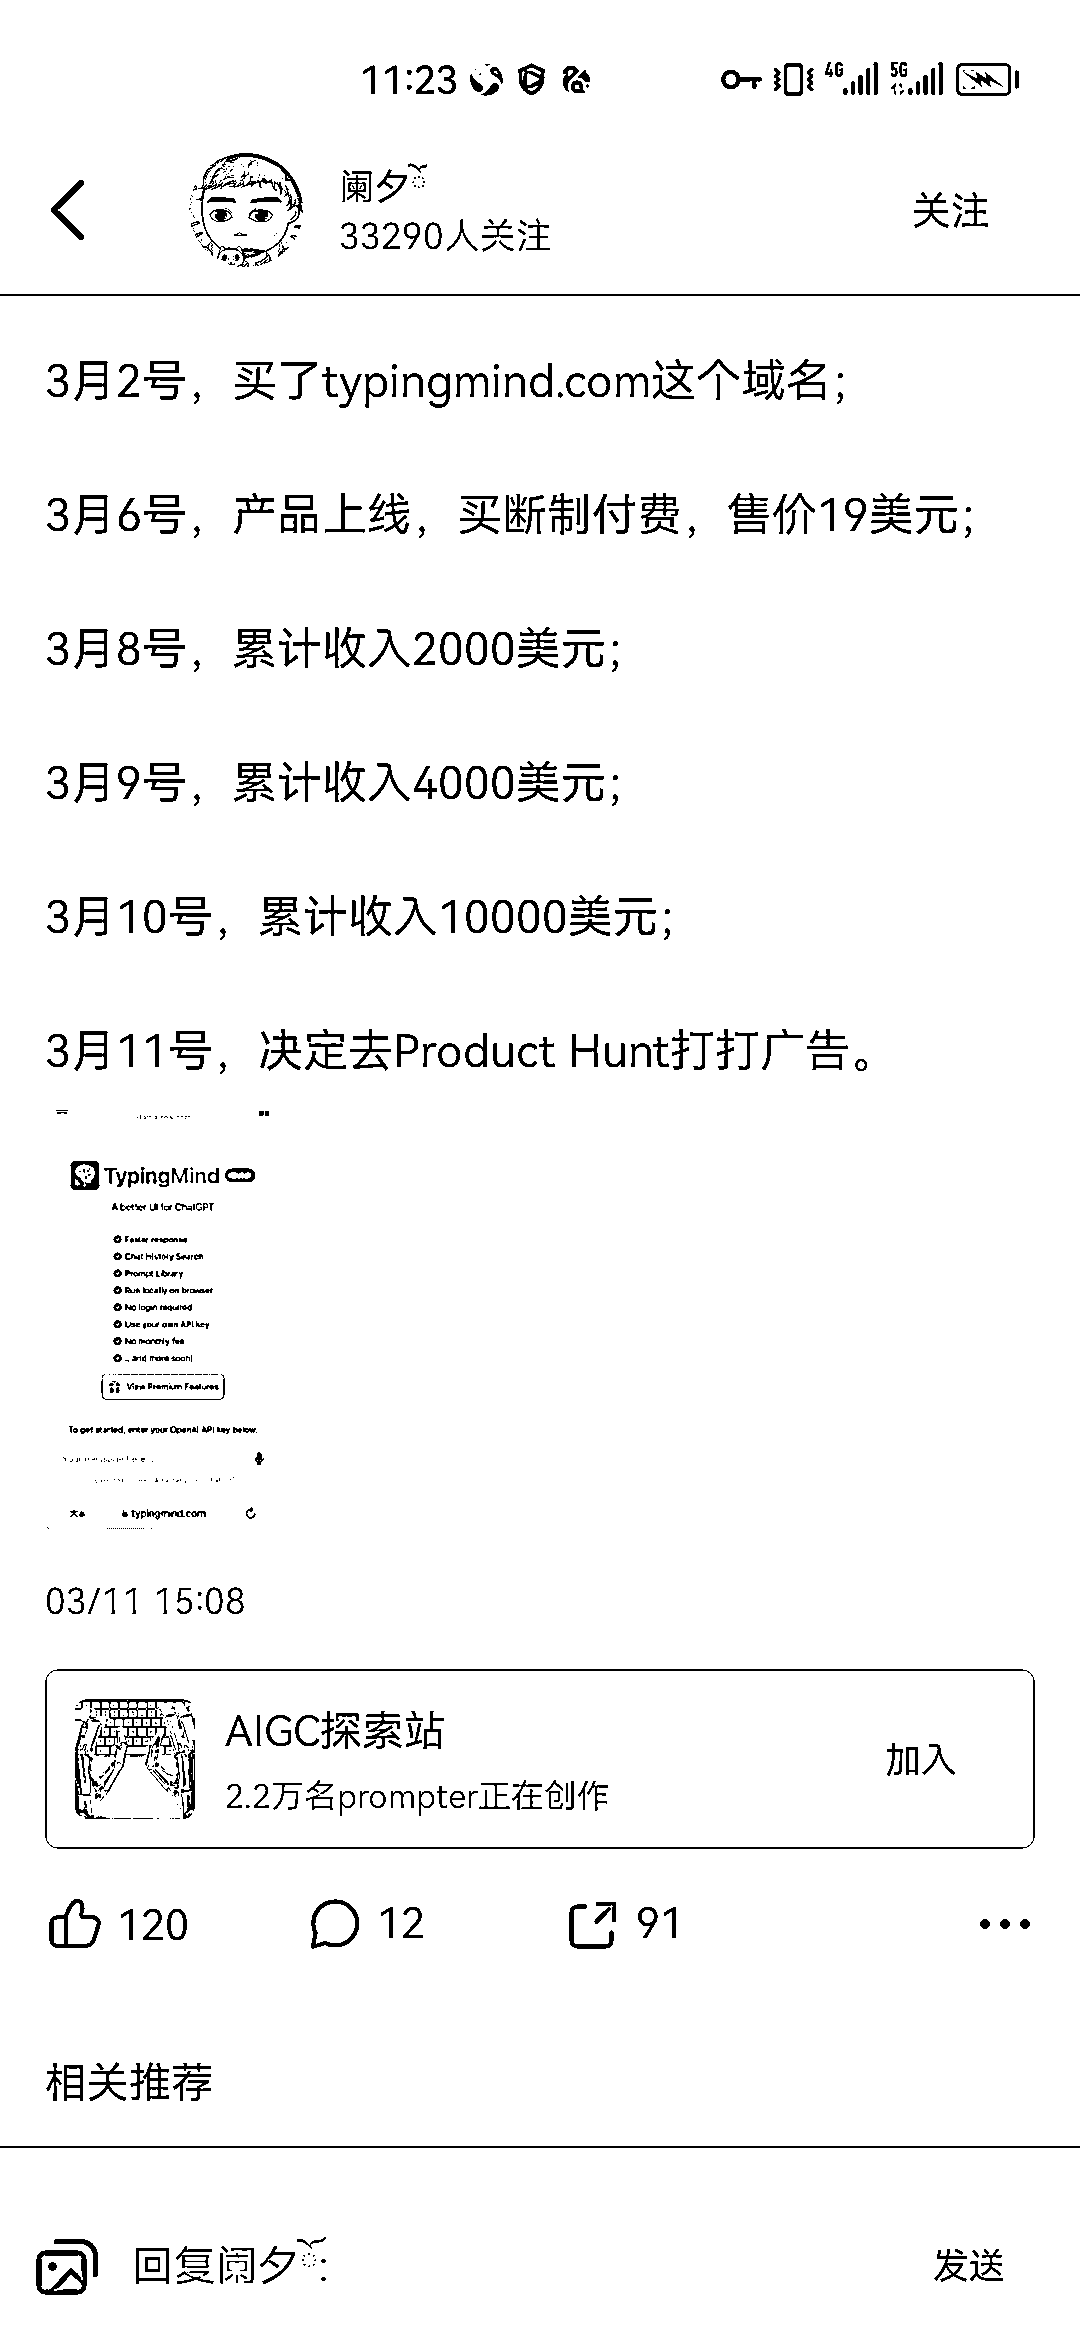 11:23 4G 5G
阑夕
33290人关注
关注
3月2号，买了typingmind.com这个域名；
3月6号，产品上线，买断制付费，售价19美元；
3月8号，累计收入2000美元；
3月9号，累计收入4000美元；
3月10号，累计收入10000美元；
3月11号，决定去Product Hunt打打广告。
TypingMind
A better UI for ChatGPT
Faster response
Chat History Search
Prompt Library
Run locally on browser
No login required
Use your own API key
No monthly fee
... and more soon!
View Premium Features
To get started, enter your OpenAI API key below.
typingmind.com
03/11 15:08
AIGC探索站
2.2万名prompter正在创作
加入
120 12 91
相关推荐
回复阑夕:
发送